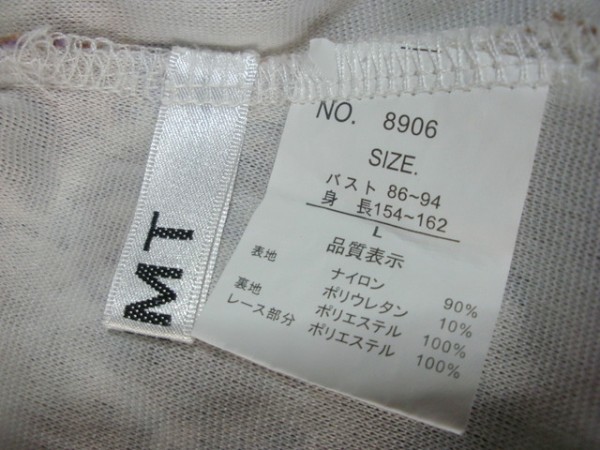 MT
NO. 8906
SIZE.
バスト 86~94
身 長154~162
L
品質表示
表地 ナイロン 90%
ポリウレタン 10%
裏地 ポリエステル 100%
レース部分 ポリエステル 100%